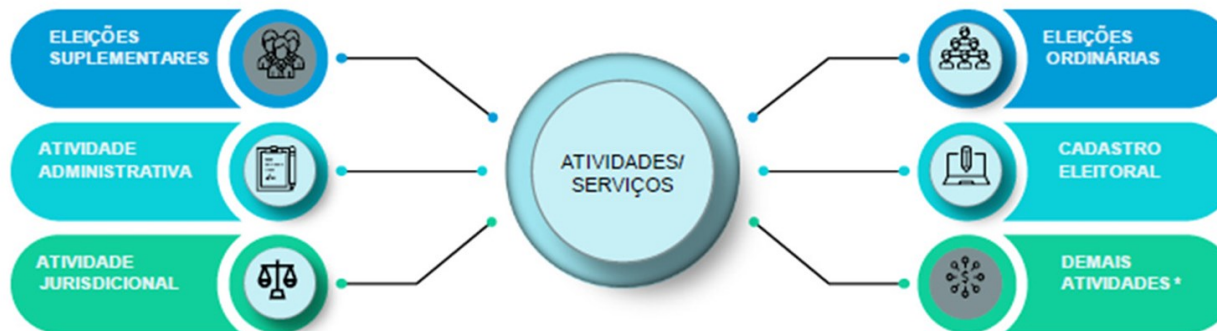 ELEIÇÕES
SUPLEMENTARES
ATIVIDADE
ADMINISTRATIVA
ATIVIDADE
JURISDICIONAL
ATIVIDADES/
SERVIÇOS
ELEIÇÕES
ORDINÁRIAS
CADASTRO
ELEITORAL
DEMAIS
ATIVIDADES *